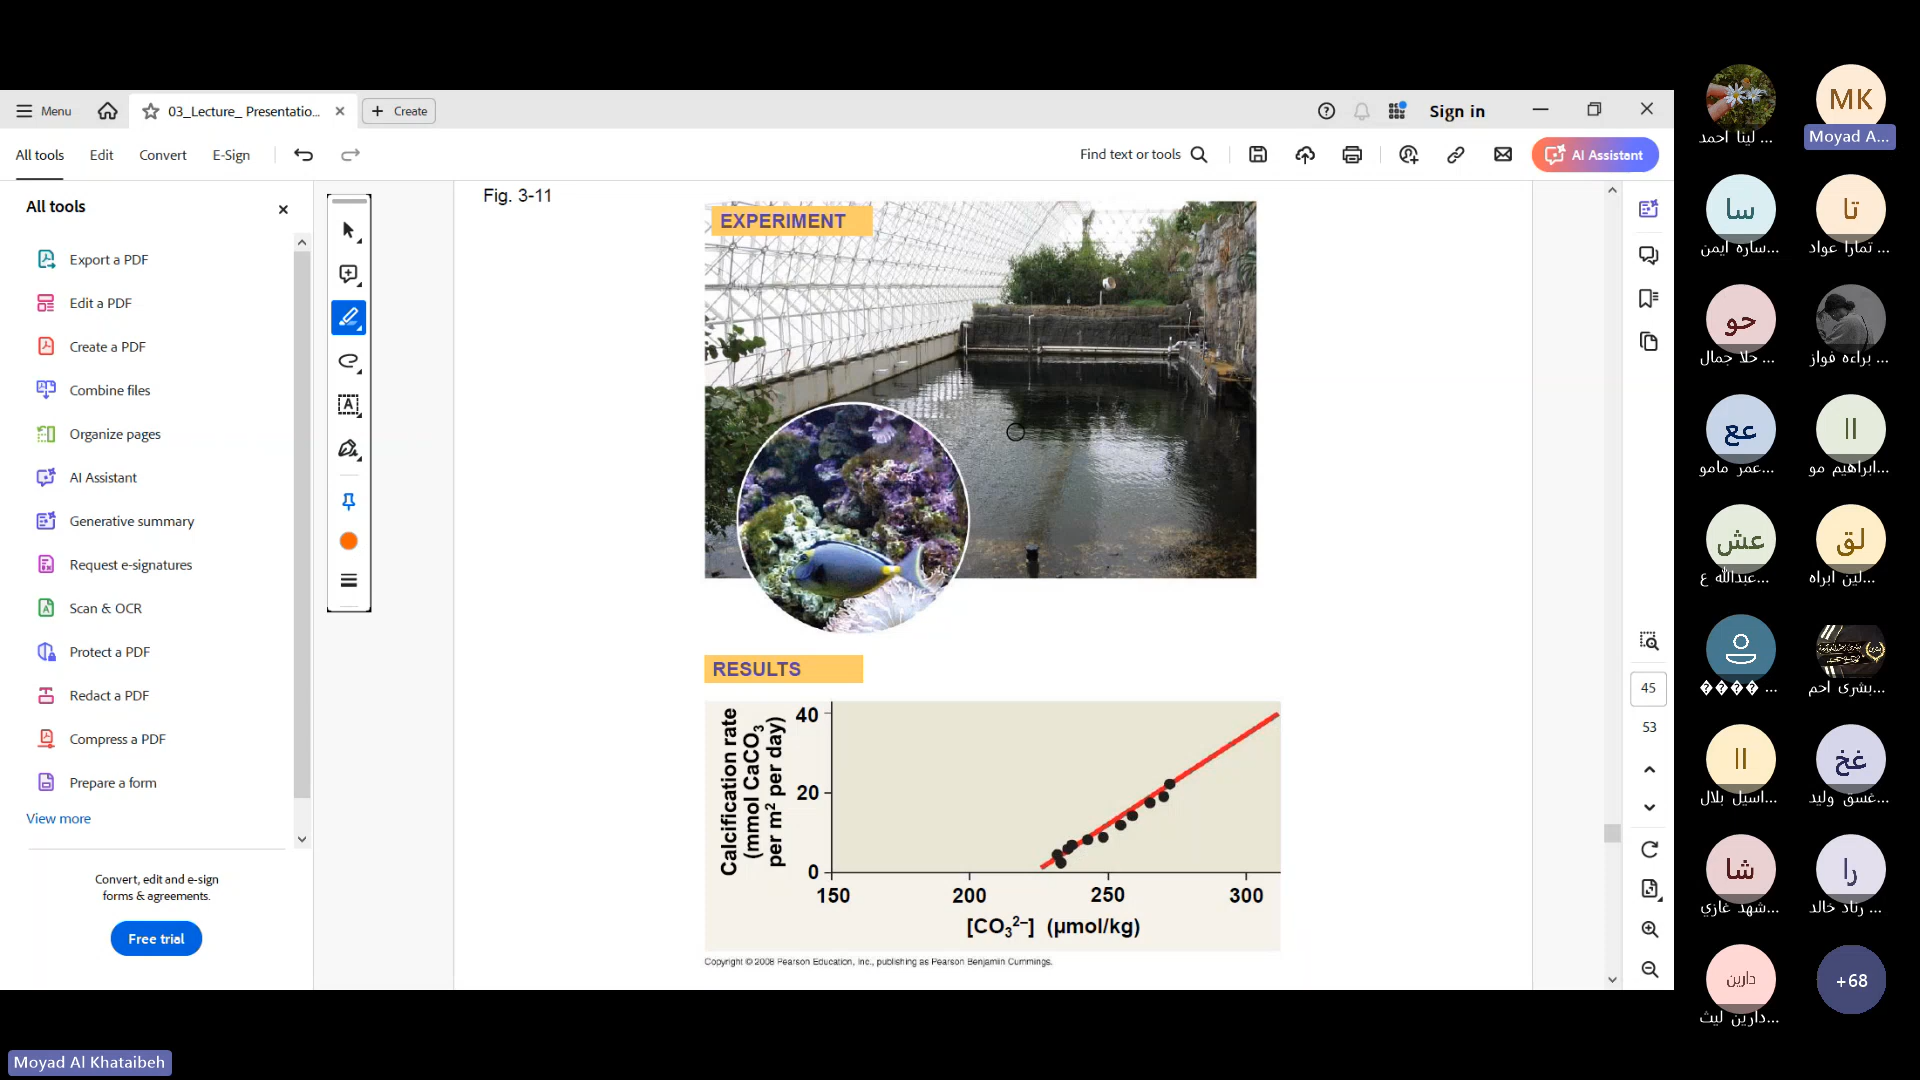 Menu
03_Lecture_ Presentatio...
Create
Sign in
All tools
Edit
Convert
E-Sign
Find text or tools
AI Assistant
All tools
Export a PDF
Edit a PDF
Create a PDF
Combine files
Organize pages
AI Assistant
Generative summary
Request e-signatures
Scan & OCR
Protect a PDF
Redact a PDF
Compress a PDF
Prepare a form
View more
Convert, edit and e-sign
forms & agreements.
Free trial
Fig. 3-11
EXPERIMENT
RESULTS
Calcification rate
(mmol CaCO3
per m2 per day)
40
20
0
150
200
250
300
[CO3 2–] (µmol/kg)
Copyright © 2008 Pearson Education, Inc., publishing as Pearson Benjamin Cummings.
45
53
لينا احمد ...
MK
Moyad A...
سا
ساره ايمن...
تا
تمارا عواد ...
حو
حلا جمال ...
براءه فواز ...
عع
عمر مامو...
اا
ابراهيم مو...
عش
عبدالله ع...
لق
لين ابراه...
���� ...
بشرى احم...
اا
اسيل بلال...
غخ
غسق وليد...
شا
شهد غازي...
را
رناد خالد ...
دارين
دارين ليث...
+68
Moyad Al Khataibeh